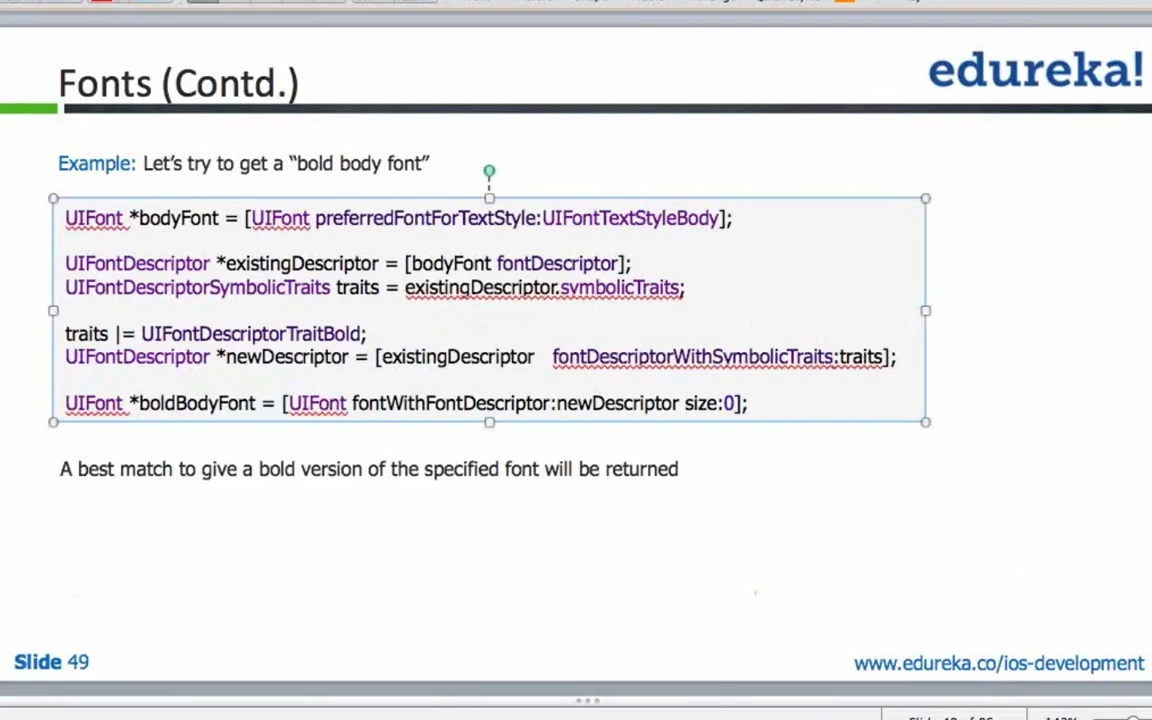 Fonts (Contd.)
edureka!
Example: Let's try to get a “bold body font”
UIFont *bodyFont = [UIFont preferredFontForTextStyle:UIFontTextStyleBody];
UIFontDescriptor *existingDescriptor = [bodyFont fontDescriptor];
UIFontDescriptorSymbolicTraits traits = existingDescriptor.symbolicTraits;
traits |= UIFontDescriptorTraitBold;
UIFontDescriptor *newDescriptor = [existingDescriptor fontDescriptorWithSymbolicTraits:traits];
UIFont *boldBodyFont = [UIFont fontWithFontDescriptor:newDescriptor size:0];
A best match to give a bold version of the specified font will be returned
Slide 49
www.edureka.co/ios-development